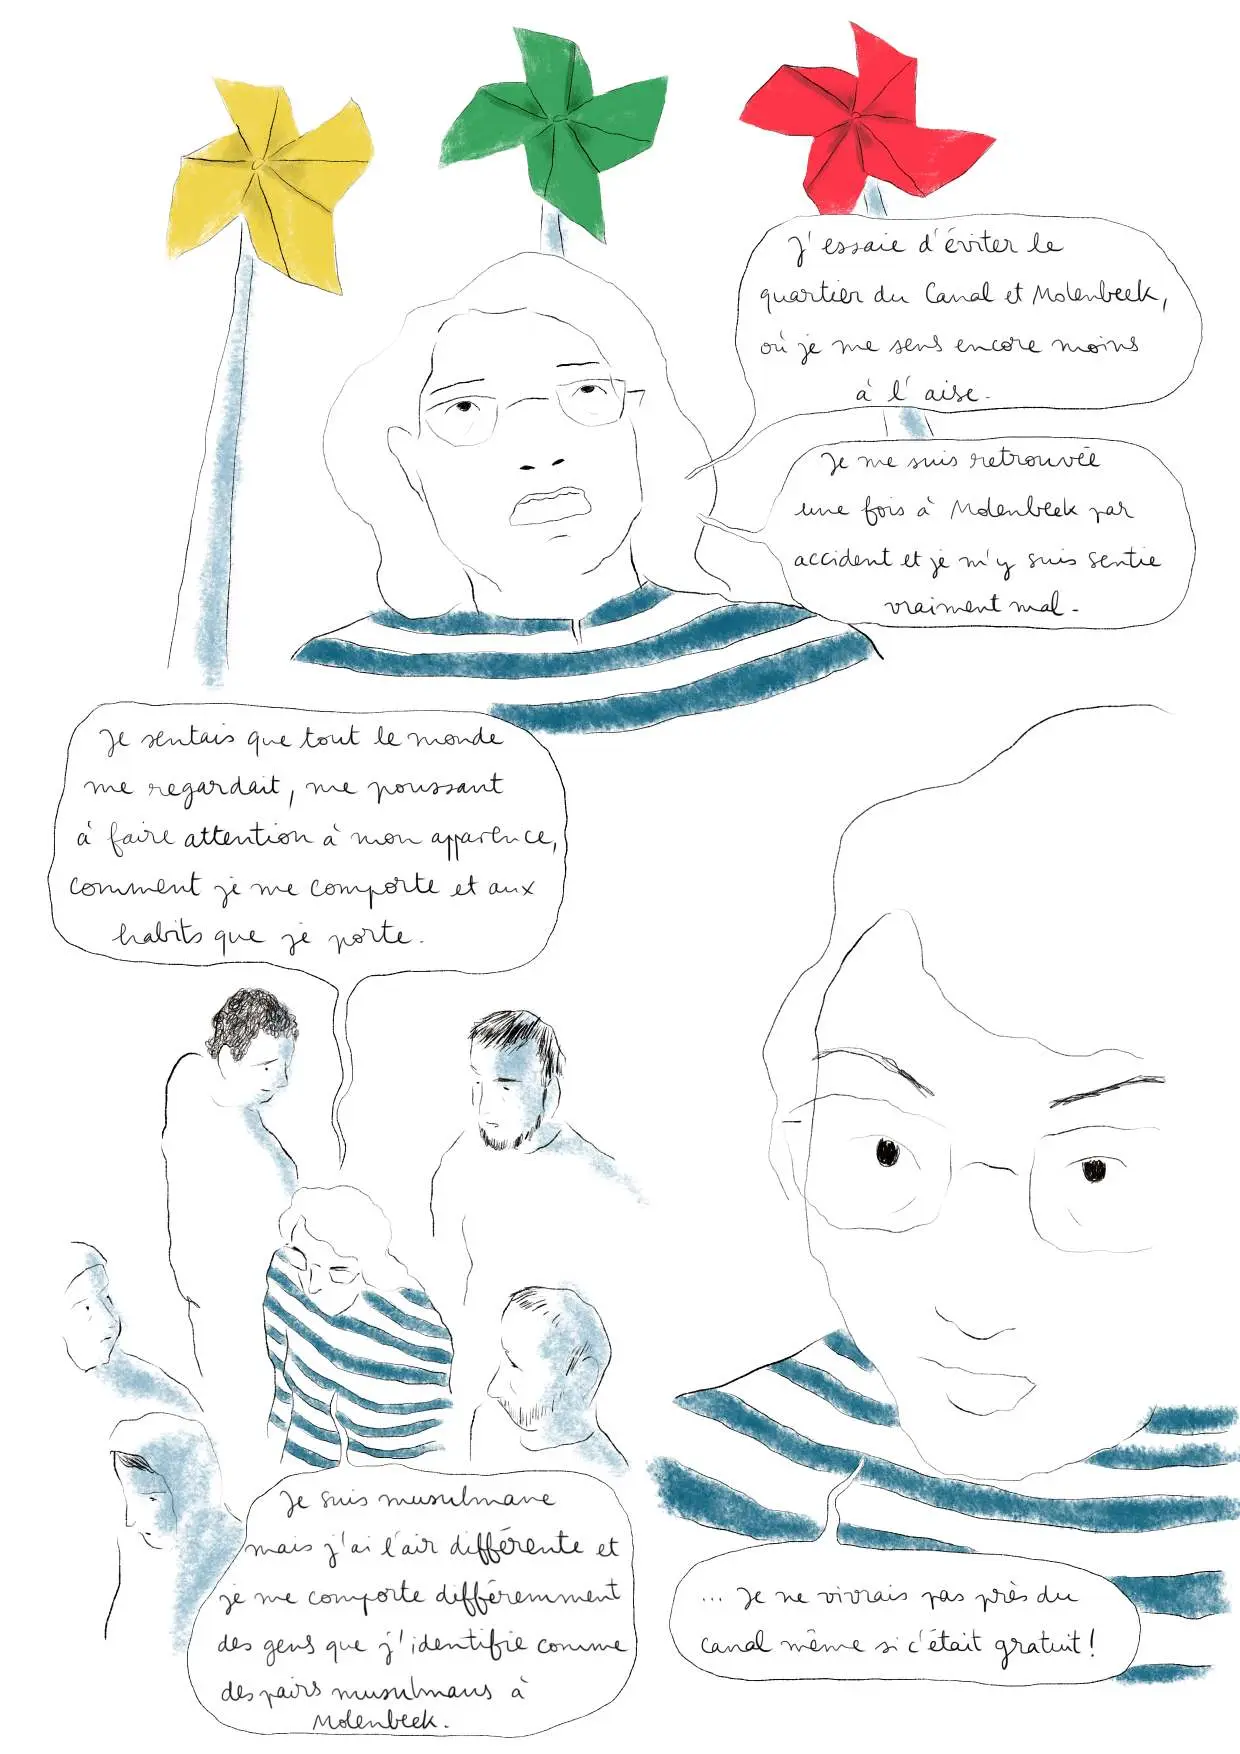 J'essaie d'éviter le
quartier du Canal et Molenbeek,
où je me sens encore moins
à l'aise.
Je me suis retrouvée
une fois à Molenbeek par
accident et je m'y suis sentie
vraiment mal.
Je sentais que tout le monde
me regardait, me poussant
à faire attention à mon apparence,
comment je me comporte et aux
habits que je porte.
Je suis musulmane
mais j'ai l'air différente et
je me comporte différemment
des gens que j'identifie comme
des pairs musulmans à
Molenbeek.
... Je ne vivrais pas près du
canal même si c'était gratuit!